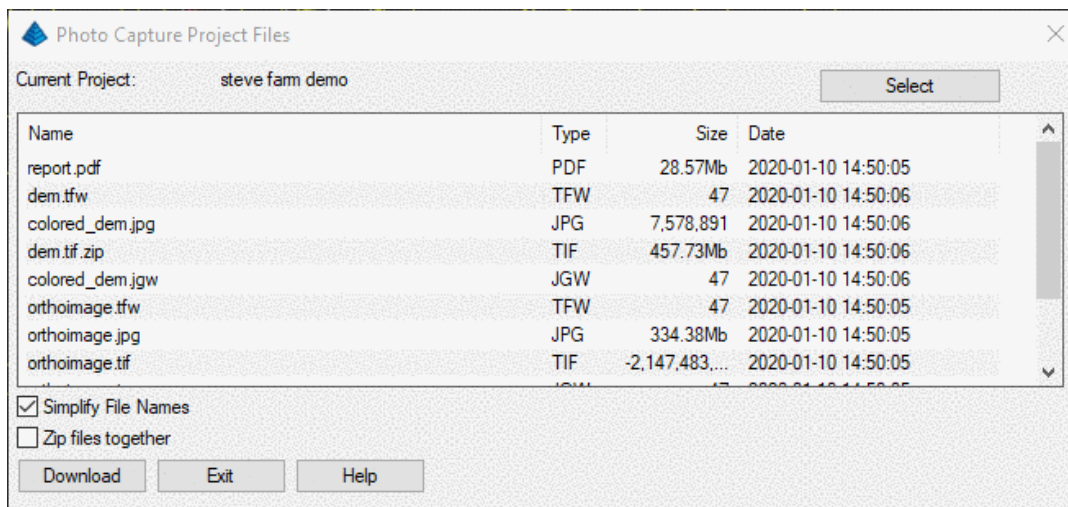 Photo Capture Project Files
Current Project: steve farm demo Select
Name Type Size Date
report.pdf PDF 28.57Mb 2020-01-10 14:50:05
dem.tfw TFW 47 2020-01-10 14:50:06
colored_dem.jpg JPG 7,578,891 2020-01-10 14:50:06
dem.tif.zip TIF 457.73Mb 2020-01-10 14:50:06
colored_dem.jgw JGW 47 2020-01-10 14:50:06
orthoimage.tfw TFW 47 2020-01-10 14:50:05
orthoimage.jpg JPG 334.38Mb 2020-01-10 14:50:05
orthoimage.tif TIF -2,147,483,... 2020-01-10 14:50:05
Simplify File Names
Zip files together
Download Exit Help